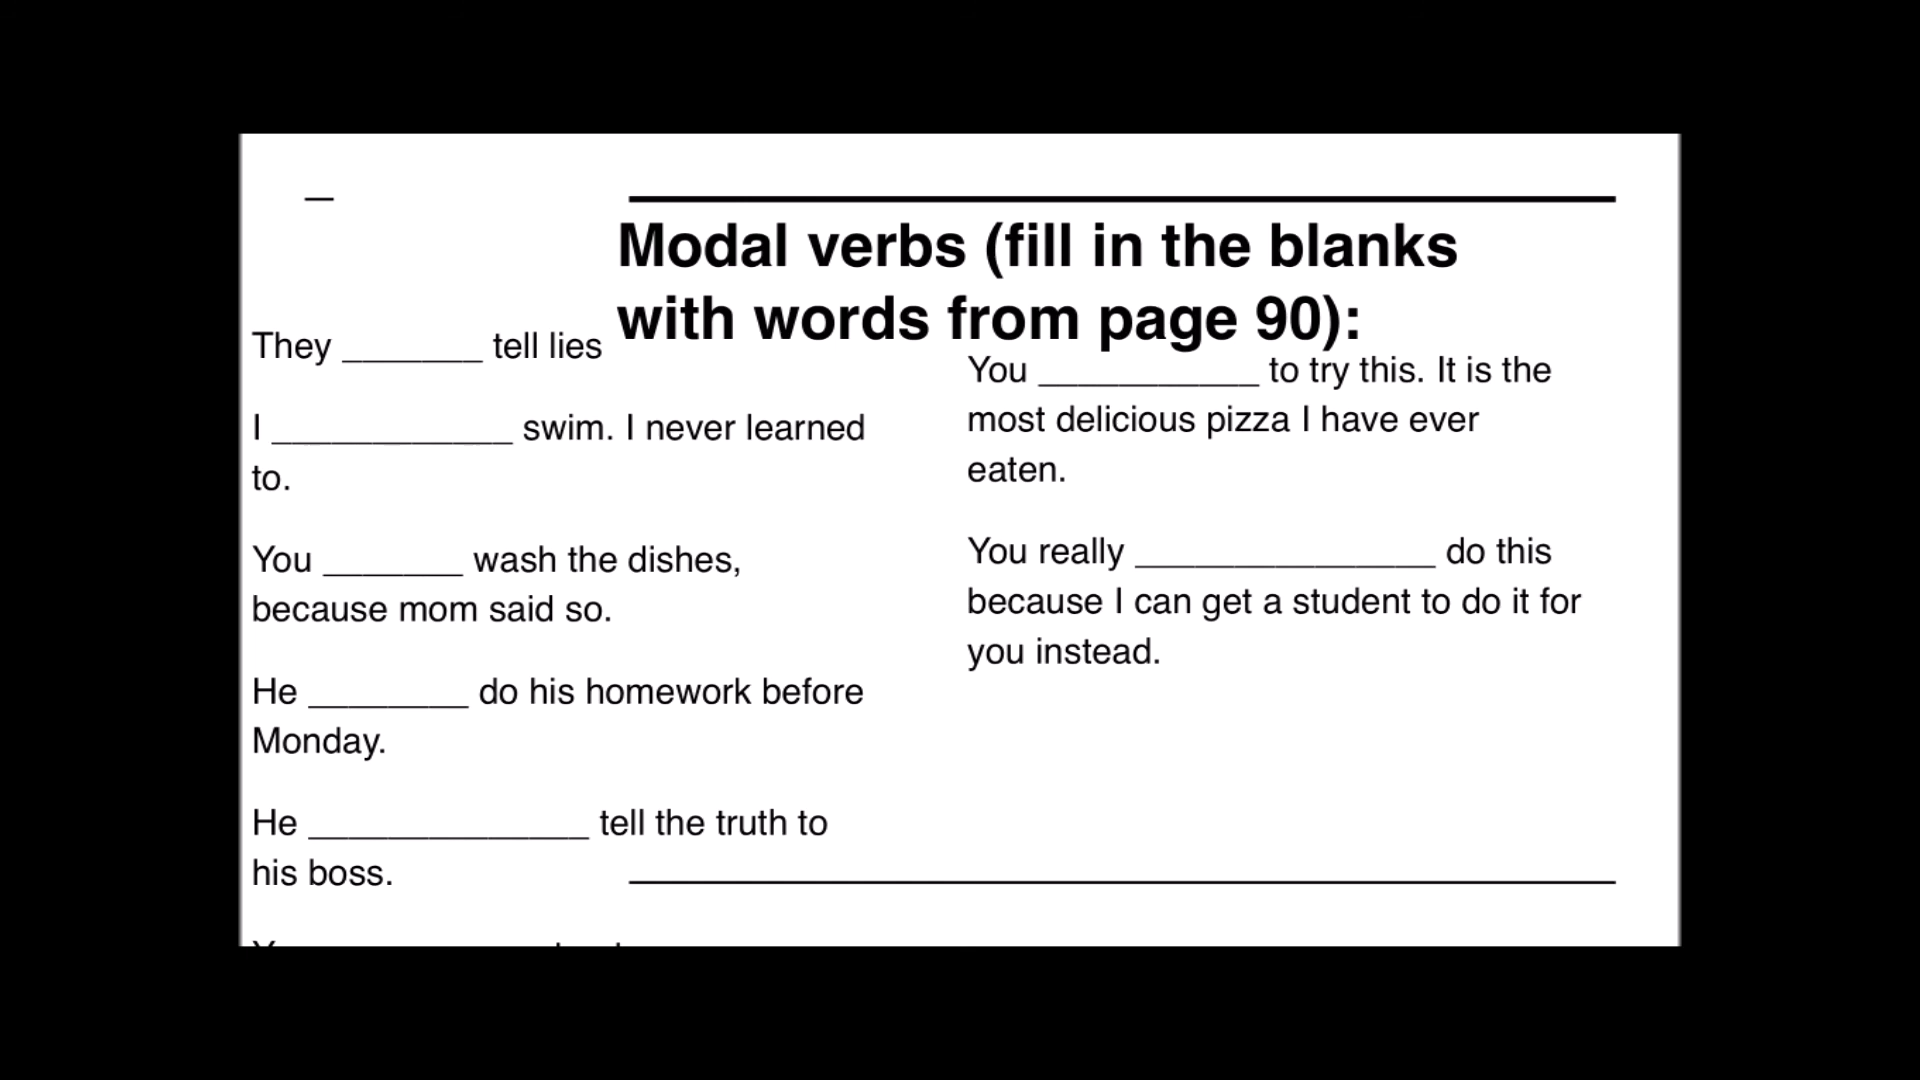 Modal verbs (fill in the blanks
with words from page 90):
They _______ tell lies
I ____________ swim. I never learned
to.
You _______ wash the dishes,
because mom said so.
He ________ do his homework before
Monday.
He ______________ tell the truth to
his boss.
You ___________ to try this. It is the
most delicious pizza I have ever
eaten.
You really _______________ do this
because I can get a student to do it for
you instead.